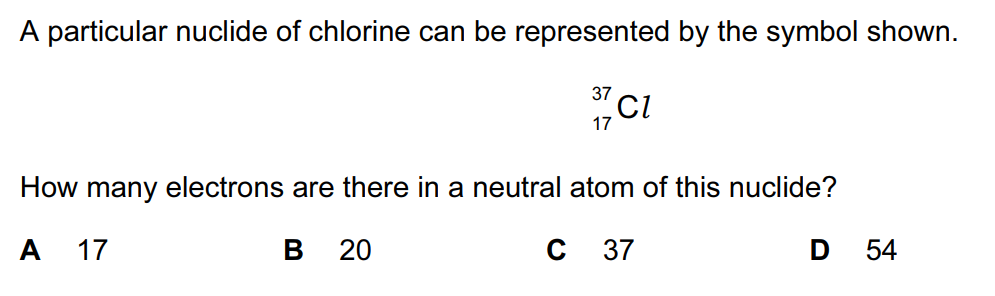 A particular nuclide of chlorine can be represented by the symbol shown.
37
17 Cl
How many electrons are there in a neutral atom of this nuclide?
A 17 B 20 C 37 D 54